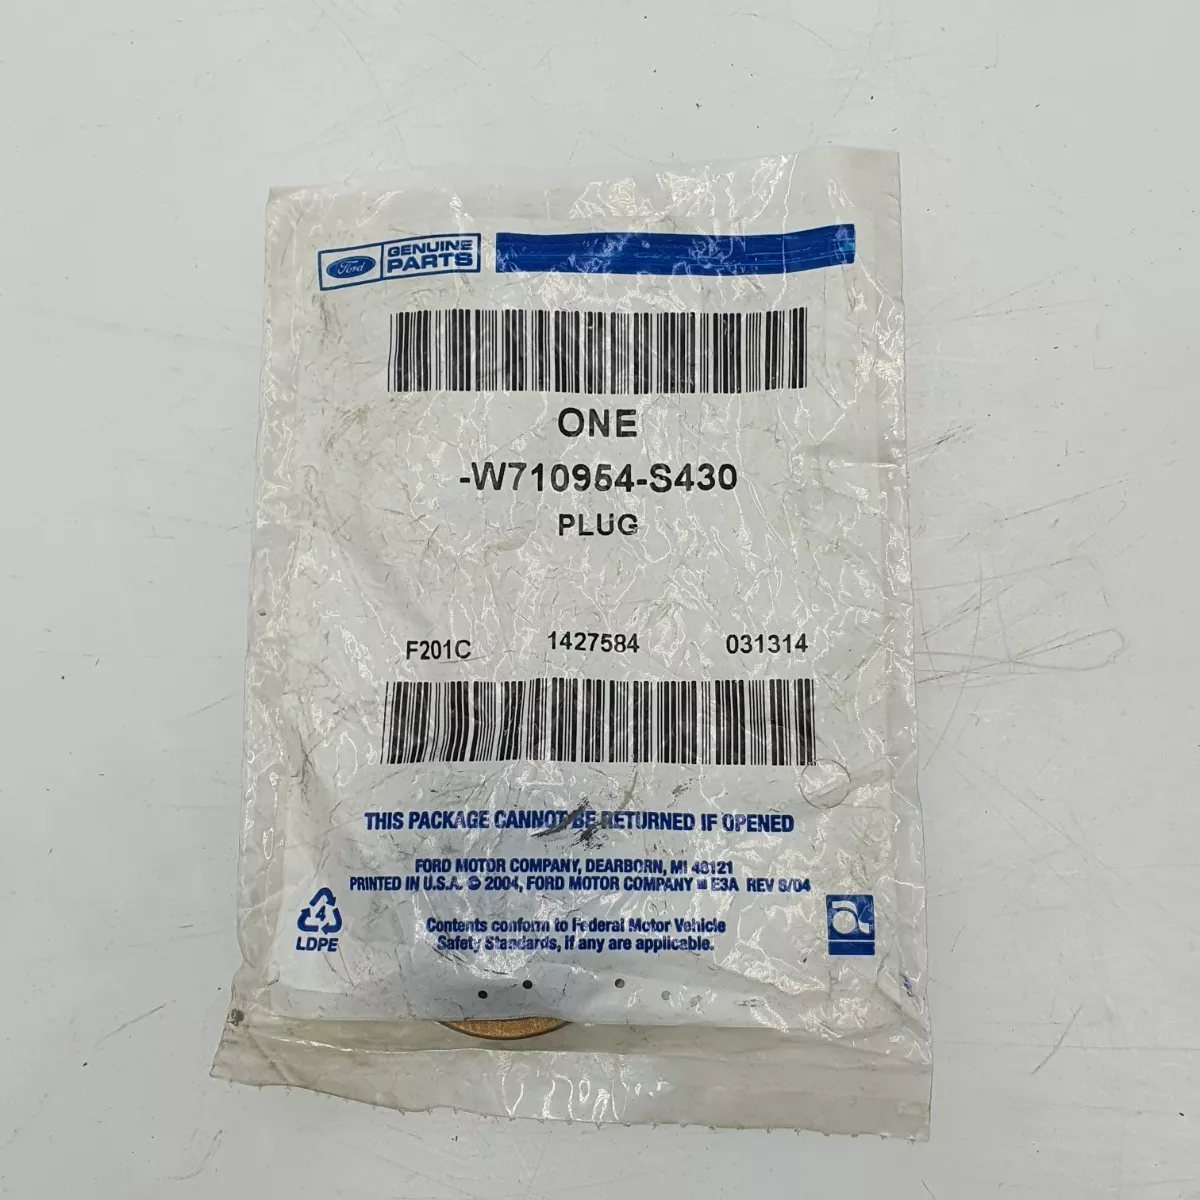 Ford GENUINE PARTS
ONE
-W710954-S430
PLUG
F201C 1427584 031314
THIS PACKAGE CANNOT BE RETURNED IF OPENED
FORD MOTOR COMPANY, DEARBORN, MI 48121
PRINTED IN U.S.A. © 2004, FORD MOTOR COMPANY ■ E3A REV 8/04
4
LDPE
Contents conform to Federal Motor Vehicle
Safety Standards, if any are applicable.